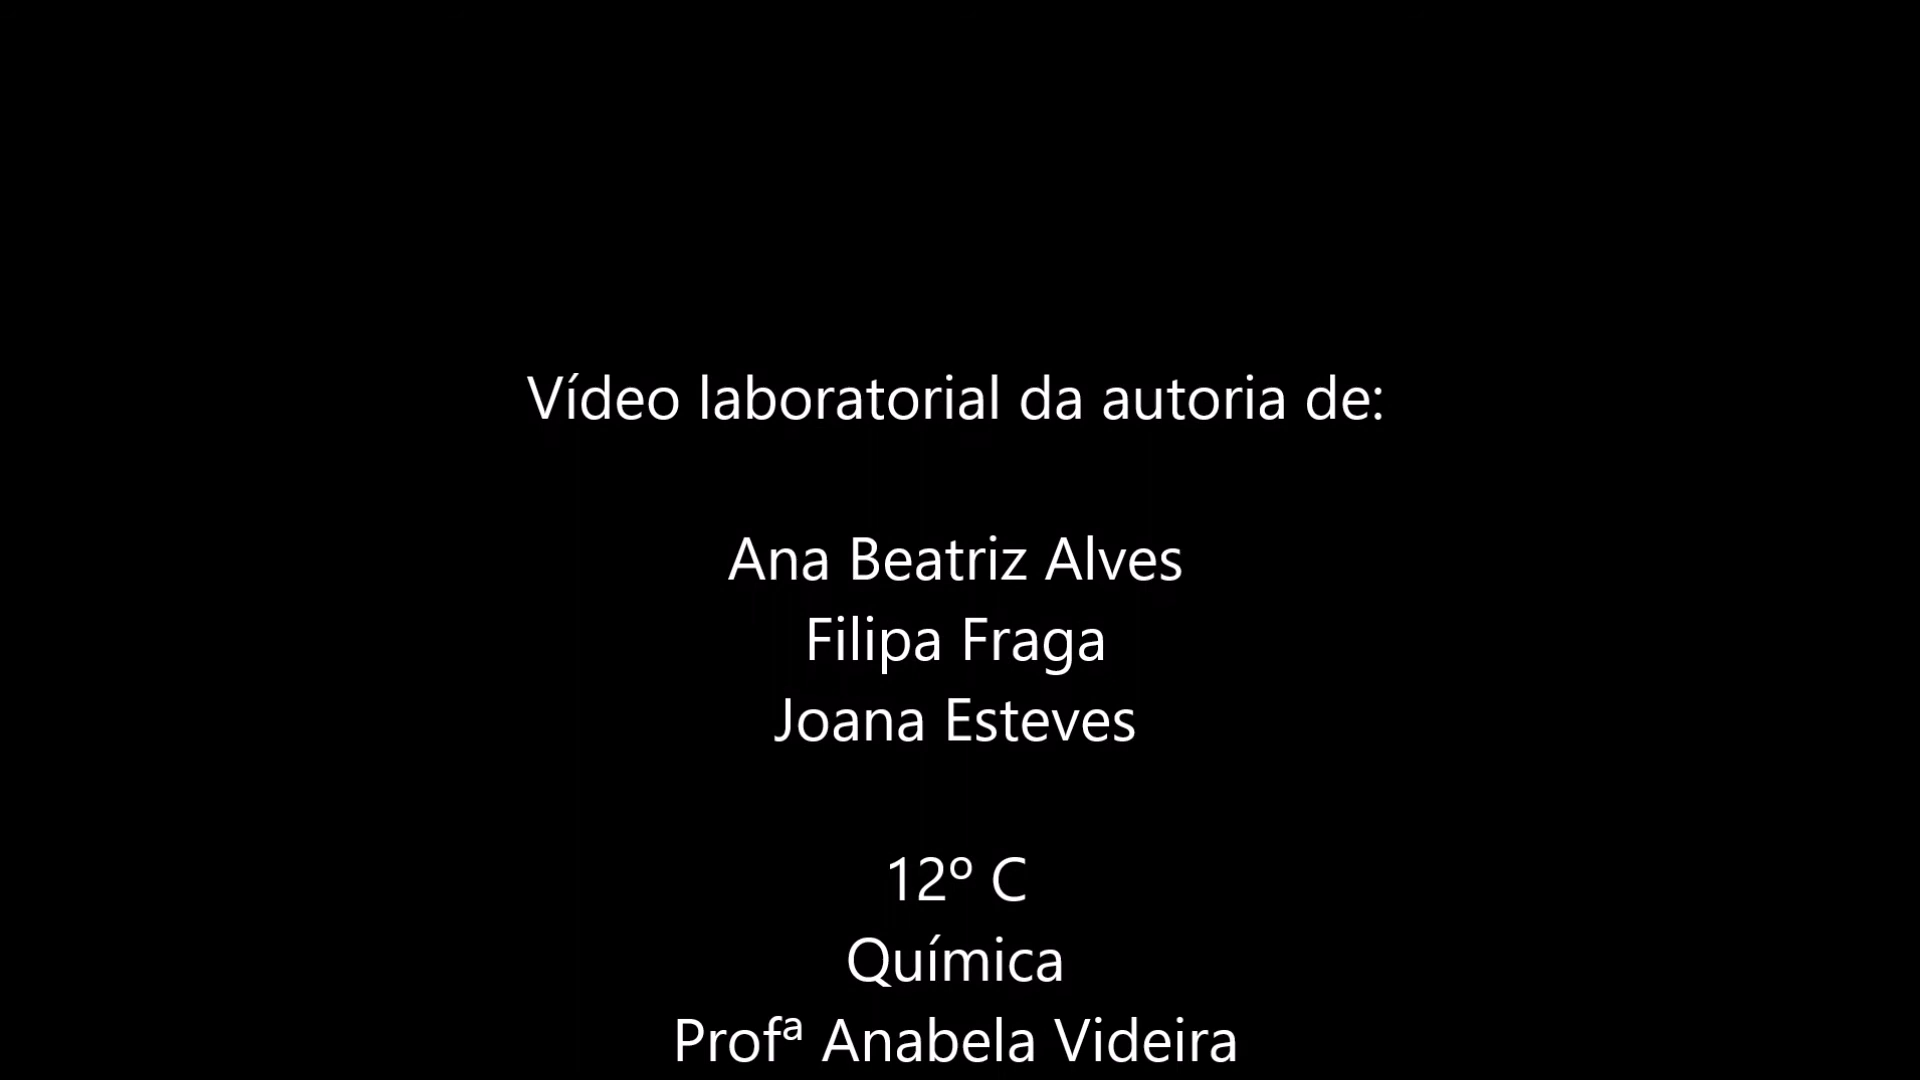 Vídeo laboratorial da autoria de:
Ana Beatriz Alves
Filipa Fraga
Joana Esteves
12º C
Química
Profª Anabela Videira